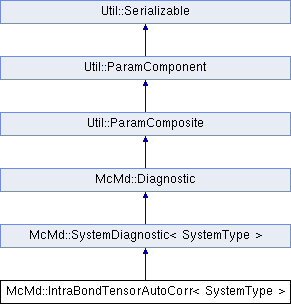 Util::Serializable
Util::ParamComponent
Util::ParamComposite
McMd::Diagnostic
McMd::SystemDiagnostic< SystemType >
McMd::IntraBondTensorAutoCorr< SystemType >